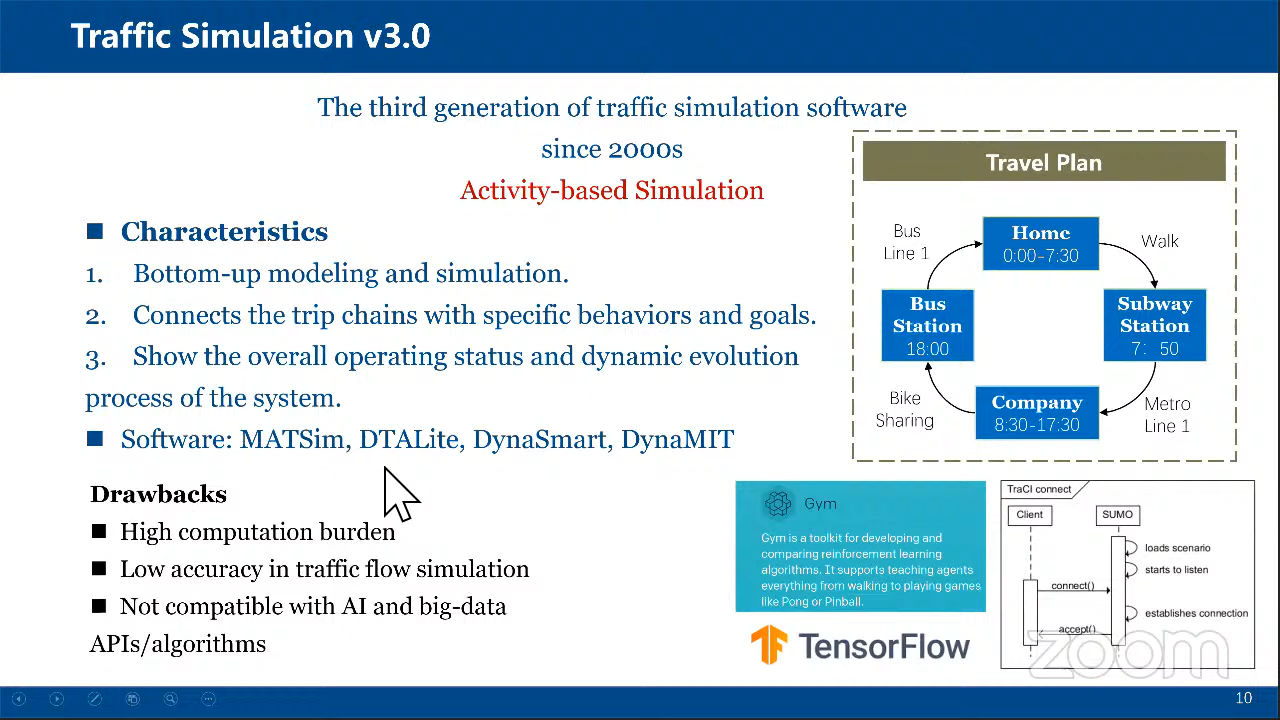 Traffic Simulation v3.0
The third generation of traffic simulation software
since 2000s
Activity-based Simulation
■ Characteristics
1. Bottom-up modeling and simulation.
2. Connects the trip chains with specific behaviors and goals.
3. Show the overall operating status and dynamic evolution
process of the system.
■ Software: MATSim, DTALite, DynaSmart, DynaMIT
Drawbacks
■ High computation burden
■ Low accuracy in traffic flow simulation
■ Not compatible with AI and big-data
APIs/algorithms
Travel Plan
Home
0:00-7:30
Walk
Subway
Station
7: 50
Metro
Line 1
Company
8:30-17:30
Bike
Sharing
Bus
Station
18:00
Bus
Line 1
Gym
Gym is a toolkit for developing and
comparing reinforcement learning
algorithms. It supports teaching agents
everything from walking to playing games
like Pong or Pinball.
TensorFlow
TraCI connect
Client
SUMO
loads scenario
starts to listen
connect()
establishes connection
accept()
zoom
10